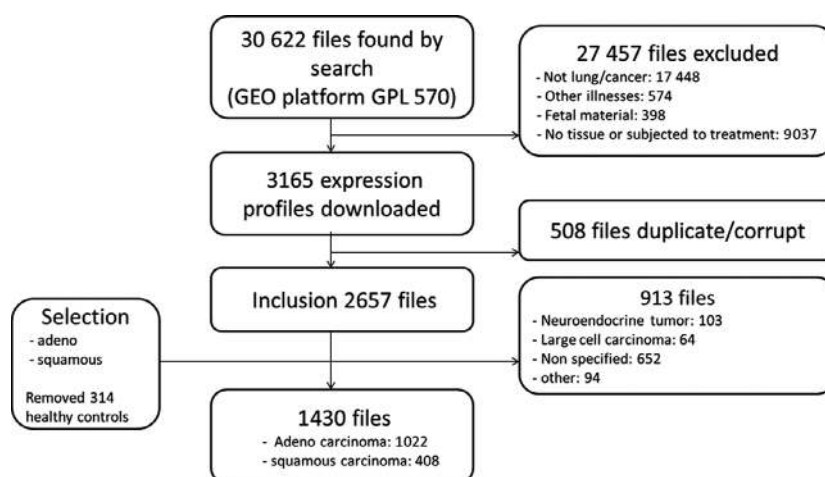 30 622 files found by
search
(GEO platform GPL 570)
27 457 files excluded
- Not lung/cancer: 17 448
- Other illnesses: 574
- Fetal material: 398
- No tissue or subjected to treatment: 9037
3165 expression
profiles downloaded
508 files duplicate/corrupt
Inclusion 2657 files
Selection
- adeno
- squamous
Removed 314
healthy controls
913 files
- Neuroendocrine tumor: 103
- Large cell carcinoma: 64
- Non specified: 652
- other: 94
1430 files
- Adeno carcinoma: 1022
- squamous carcinoma: 408